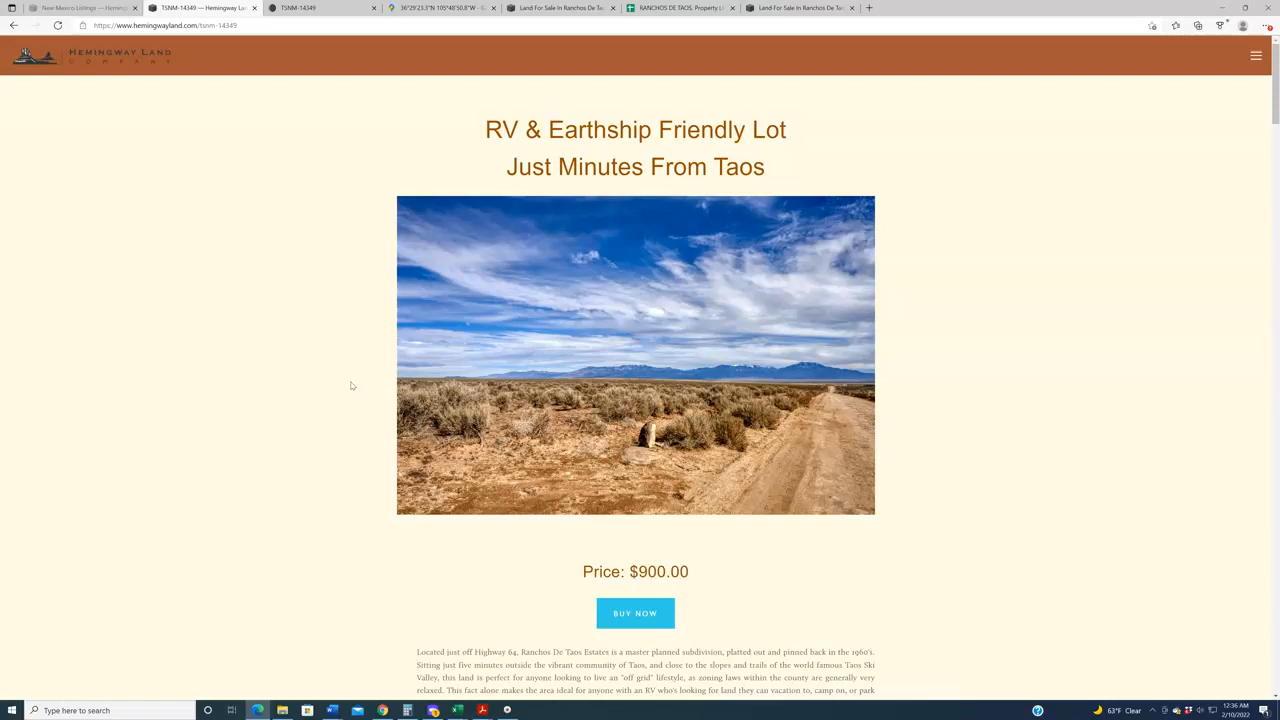 New Mexico Listings — Heming
TSNM-14349 — Hemingway Lan
TSNM-14349
36°29'23.3"N 105°48'50.8"W - G
Land For Sale In Ranchos De Tao
RANCHOS DE TAOS, Property Li
Land For Sale In Ranchos De Tao
https://www.hemingwayland.com/tsnm-14349
HEMINGWAY LAND
COMPANY
RV & Earthship Friendly Lot
Just Minutes From Taos
Price: $900.00
BUY NOW
Located just off Highway 64, Ranchos De Taos Estates is a master planned subdivision, platted out and pinned back in the 1960's.
Sitting just five minutes outside the vibrant community of Taos, and close to the slopes and trails of the world famous Taos Ski
Valley, this land is perfect for anyone looking to live an "off grid" lifestyle, as zoning laws within the county are generally very
relaxed. This fact alone makes the area ideal for anyone with an RV who's looking for land they can vacation to, camp on, or park
Type here to search
63°F Clear
12:36 AM
2/10/2022